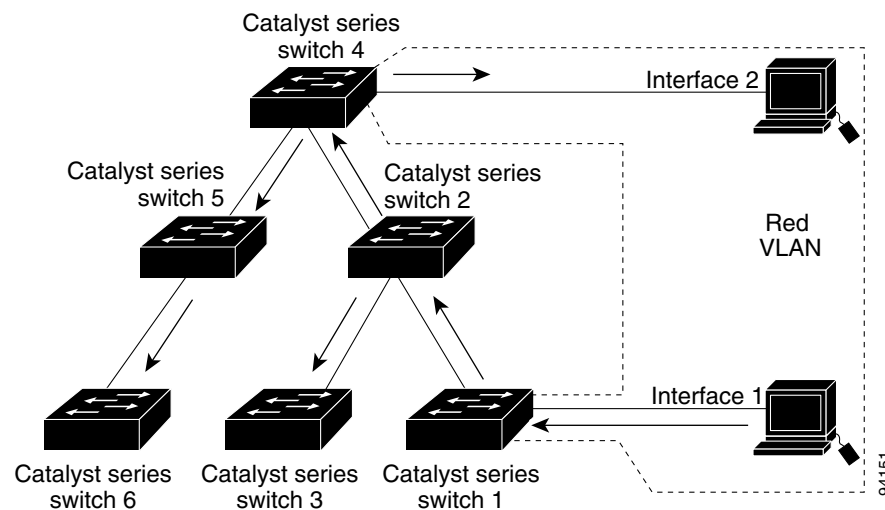 Catalyst series
switch 4
Interface 2
Catalyst series
switch 5
Catalyst series
switch 2
Red
VLAN
Interface 1
Catalyst series
switch 6
Catalyst series
switch 3
Catalyst series
switch 1
94151